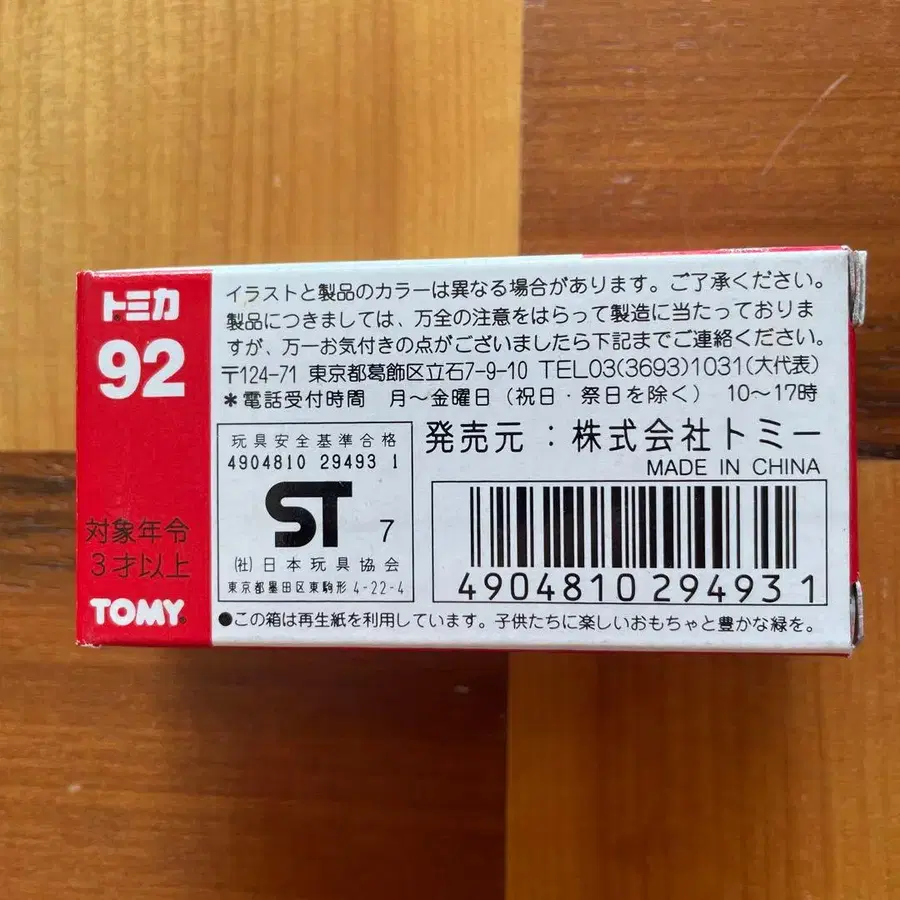 トミカ
92
対象年令
3才以上
TOMY
イラストと製品のカラーは異なる場合があります。ご了承ください。
製品につきましては、万全の注意をはらって製造に当たっておりま
すが、万一お気付きの点がございましたら下記までご連絡ください。
〒124-71 東京都葛飾区立石7-9-10 TEL03(3693)1031(大代表)
＊電話受付時間 月〜金曜日(祝日・祭日を除く) 10〜17時
玩具安全基準合格
4904810 29493 1
ST 7
(社)日本玩具協会
東京都墨田区東駒形 4-22-4
発売元：株式会社トミー
MADE IN CHINA
4904810 294931
●この箱は再生紙を利用しています。子供たちに楽しいおもちゃと豊かな緑を。